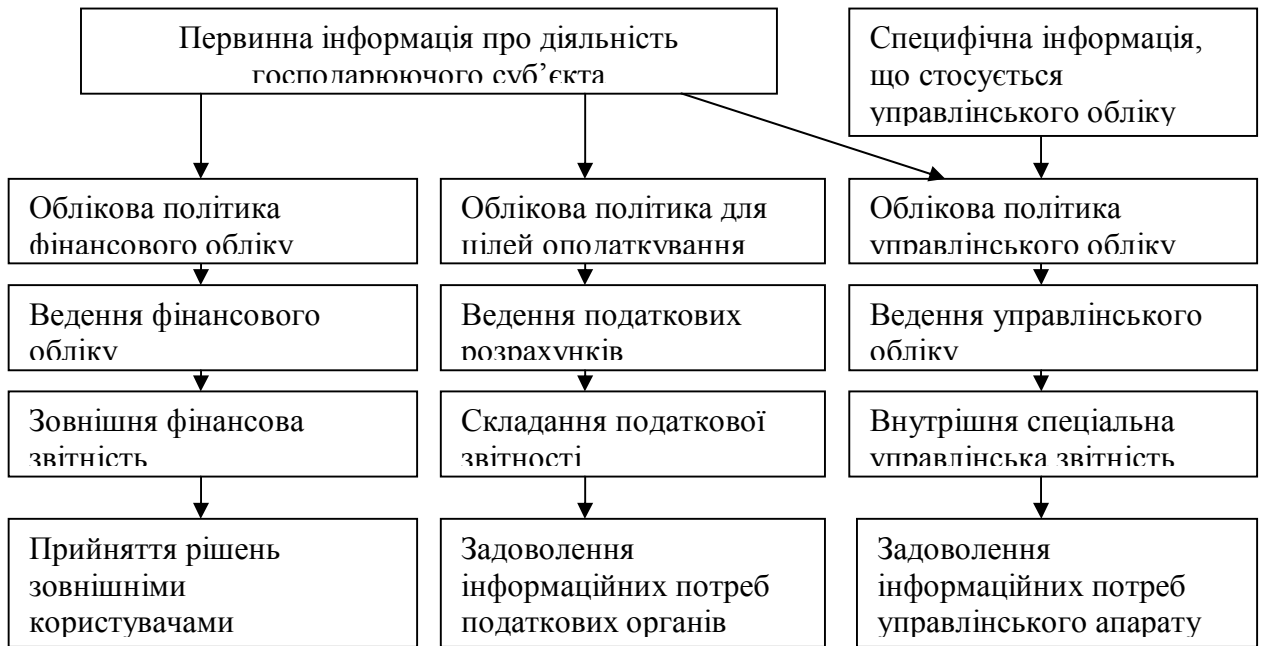 Первинна інформація про діяльність
господарюючого суб’єкта
Специфічна інформація,
що стосується
управлінського обліку
Облікова політика
фінансового обліку
Облікова політика для
цілей оподаткування
Облікова політика
управлінського обліку
Ведення фінансового
обліку
Ведення податкових
розрахунків
Ведення управлінського
обліку
Зовнішня фінансова
звітність
Складання податкової
звітності
Внутрішня спеціальна
управлінська звітність
Прийняття рішень
зовнішніми
користувачами
Задоволення
інформаційних потреб
податкових органів
Задоволення
інформаційних потреб
управлінського апарату